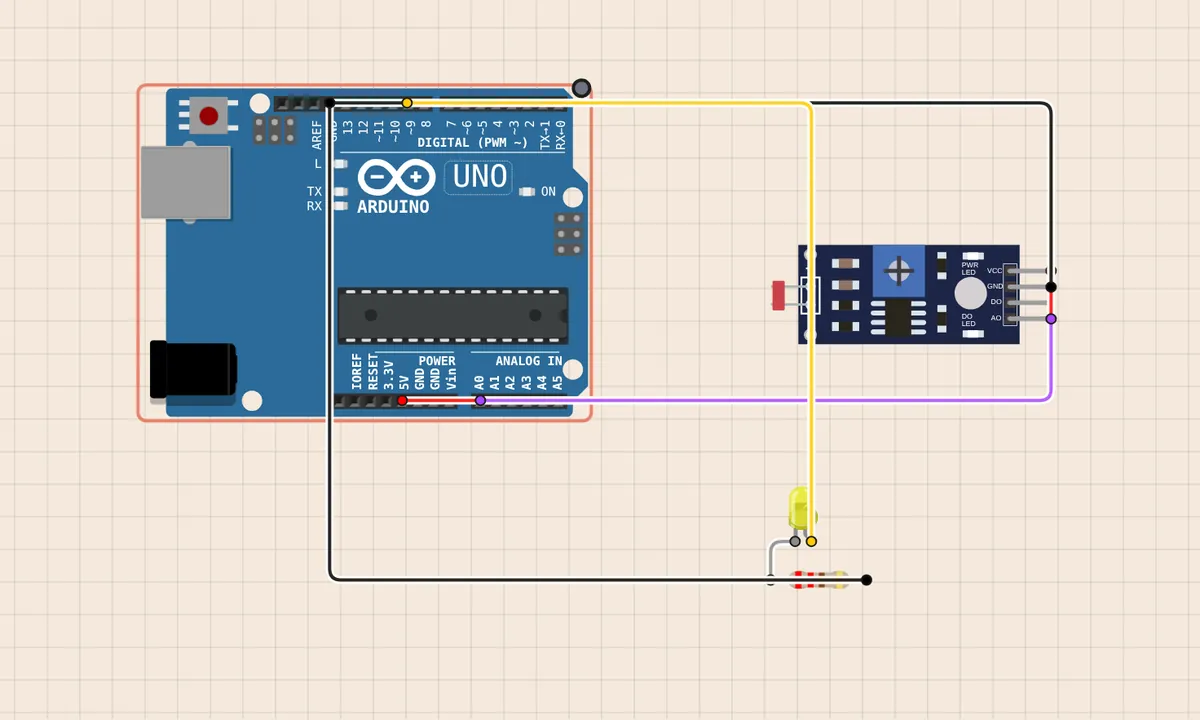 AREF
GND
13
12
~11
~10
~9
8
7
~6
~5
4
~3
2
TX→1
RX←0
DIGITAL (PWM ~)
L
TX
RX
UNO
ON
ARDUINO
IOREF
RESET
3.3V
5V
GND
GND
Vin
POWER
ANALOG IN
A0
A1
A2
A3
A4
A5
PWR
LED
DO
LED
VCC
GND
DO
AO